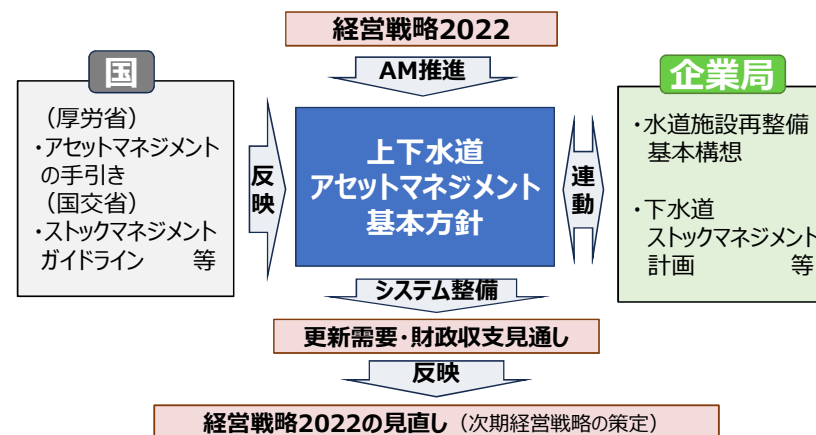 経営戦略2022
AM推進
国
（厚労省）
・アセットマネジメント
の手引き
（国交省）
・ストックマネジメント
ガイドライン　等
反映
上下水道
アセットマネジメント
基本方針
連動
企業局
・水道施設再整備
基本構想
・下水道
ストックマネジメント
計画　等
システム整備
更新需要・財政収支見通し
反映
経営戦略2022の見直し（次期経営戦略の策定）